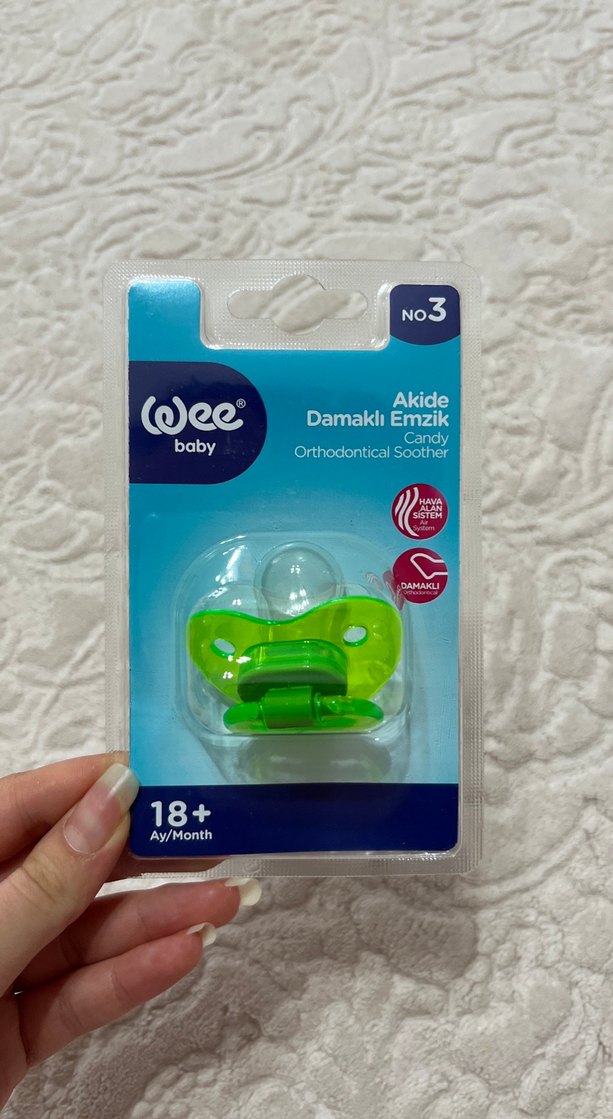 NO3
wee®
baby
Akide
Damaklı Emzik
Candy
Orthodontical Soother
HAVA
ALAN
SİSTEM
Air
System
DAMAKLI
Orthodontical
18+
Ay/Month